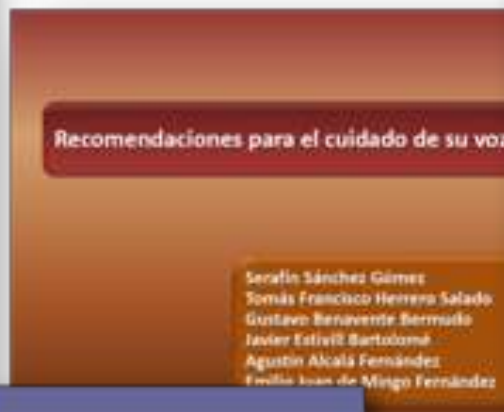 Recomendaciones para el cuidado de su voz
Serafín Sánchez Gómez
Tomás Francisco Herrero Salado
Gustavo Benavente Bermudo
Javier Estivill Bartolomé
Agustín Alcalá Fernández
Emilio Juan de Mingo Fernández